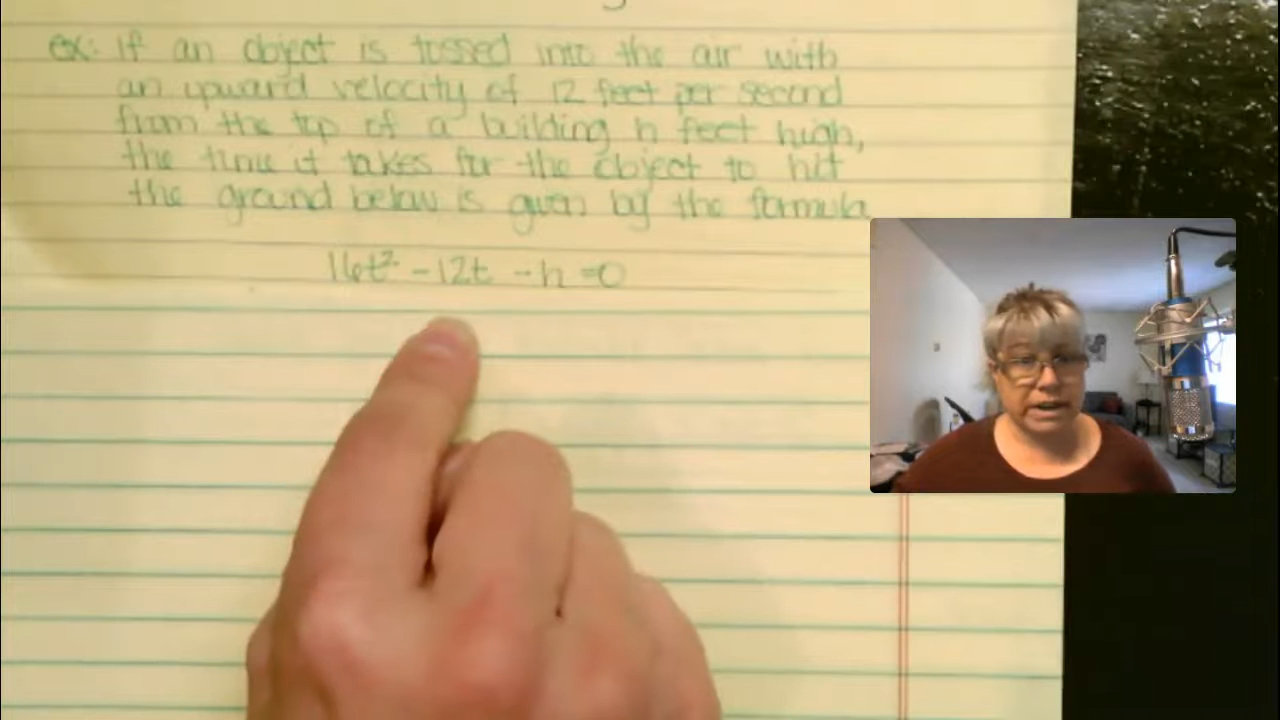 ex: If an object is tossed into the air with
an upward velocity of 12 feet per second
from the top of a building h feet high,
the time it takes for the object to hit
the ground below is given by the formula
16t² - 12t - h = 0